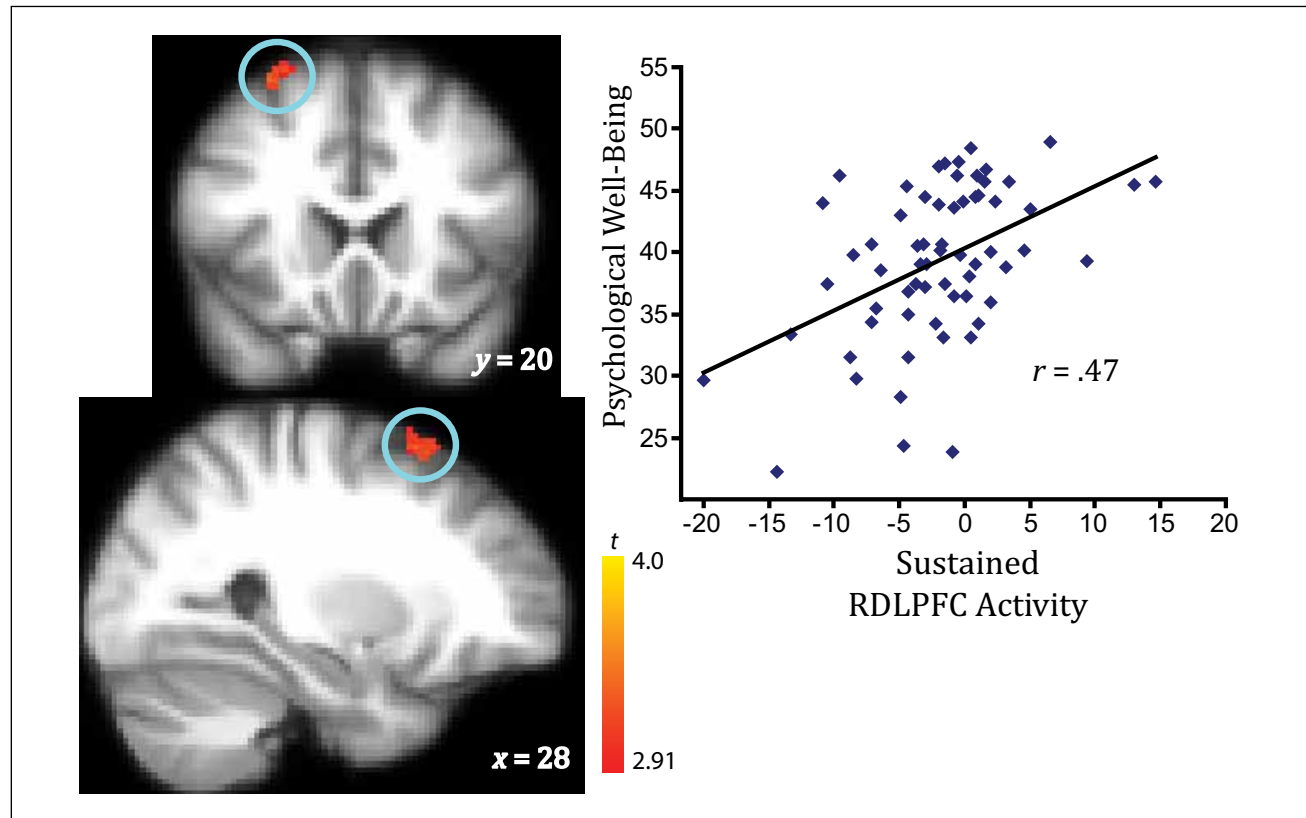 y = 20
x = 28
t
4.0
2.91
Psychological Well-Being
55
50
45
40
35
30
25
r = .47
-20 -15 -10 -5 0 5 10 15 20
Sustained
RDLPFC Activity